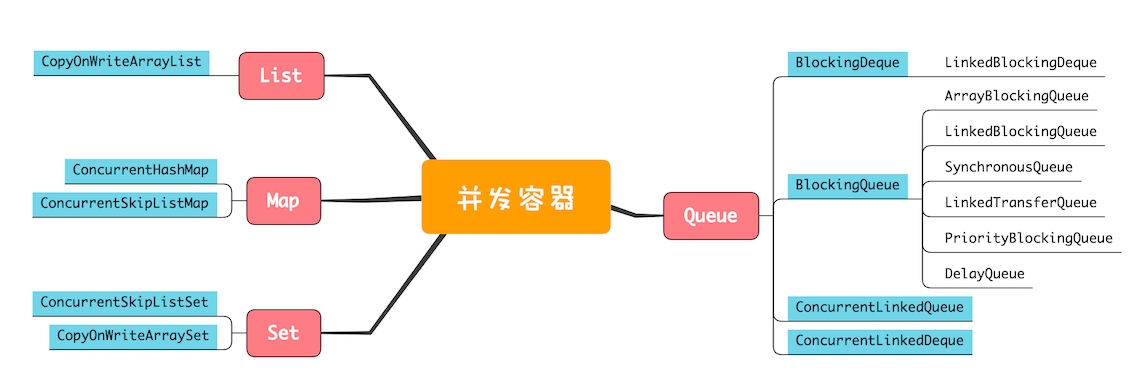 并发容器
List
CopyOnWriteArrayList
Map
ConcurrentHashMap
ConcurrentSkipListMap
Set
ConcurrentSkipListSet
CopyOnWriteArraySet
Queue
BlockingDeque
LinkedBlockingDeque
BlockingQueue
ArrayBlockingQueue
LinkedBlockingQueue
SynchronousQueue
LinkedTransferQueue
PriorityBlockingQueue
DelayQueue
ConcurrentLinkedQueue
ConcurrentLinkedDeque